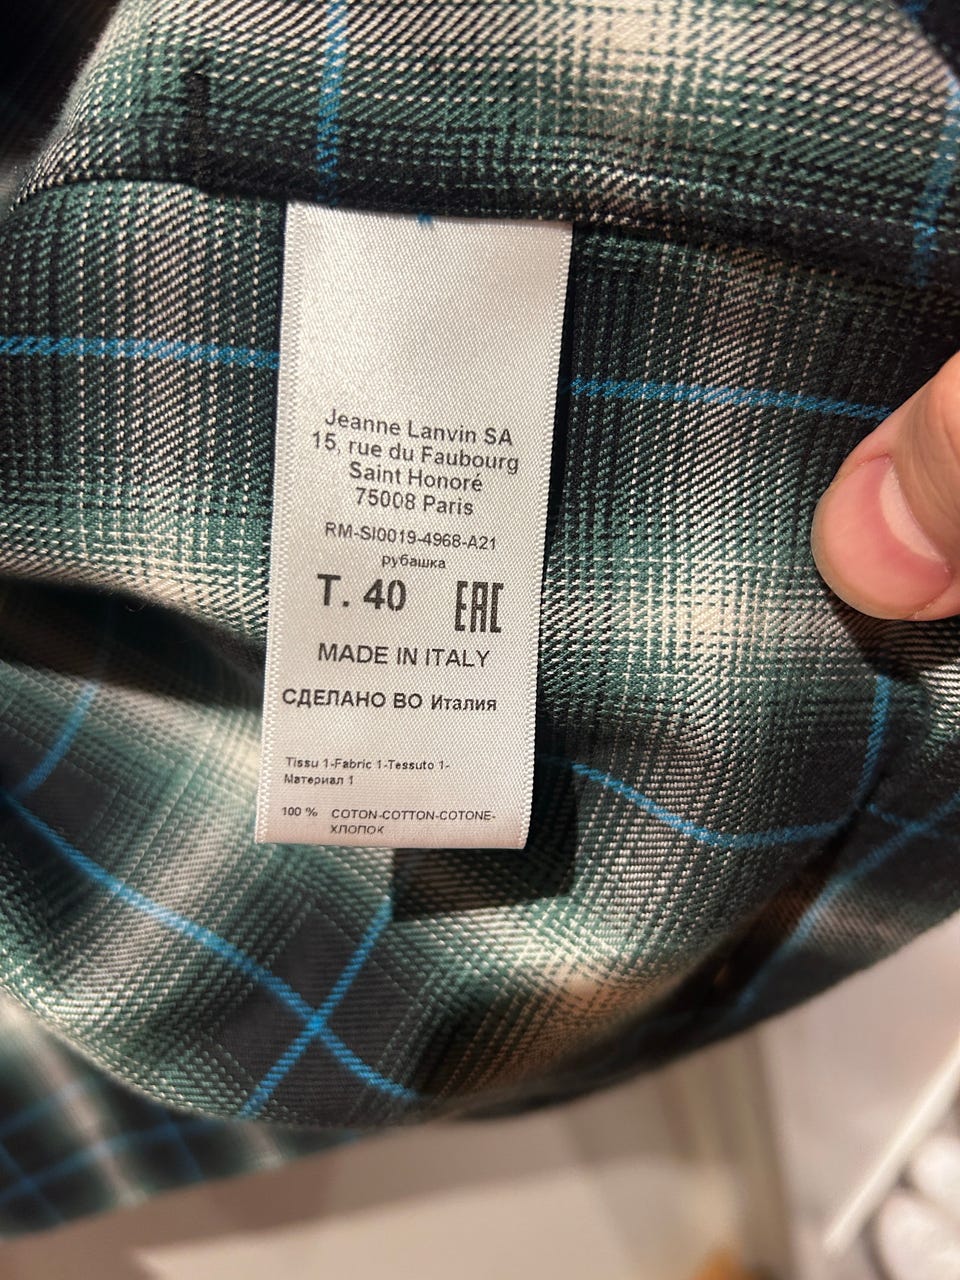 Jeanne Lanvin SA
15, rue du Faubourg
Saint Honoré
75008 Paris
RM-SI0019-4968-A21
рубашка
T. 40 EAC
MADE IN ITALY
СДЕЛАНО ВО Италия
Tissu 1-Fabric 1-Tessuto 1-
Материал 1
100 % COTON-COTTON-COTONE-
ХЛОПОК